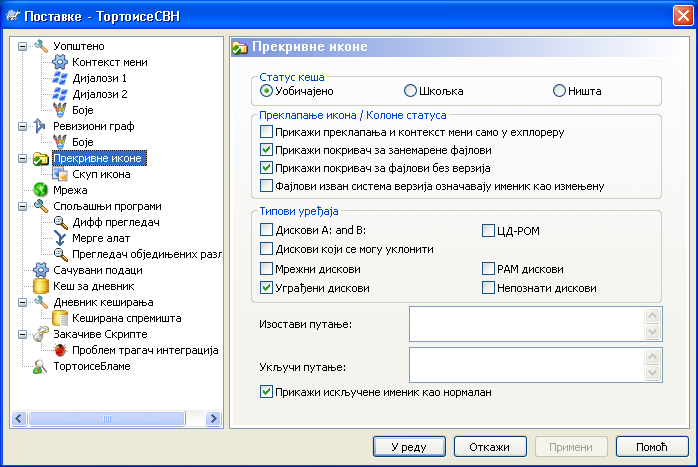 Поставке - ТортоисеСВН
Уопштено
Контекст мени
Дијалози 1
Дијалози 2
Боје
Ревизиони граф
Боје
Прекривне иконе
Скуп икона
Мрежа
Спољашњи програми
Дифф прегледач
Мерге алат
Прегледач обједињених разл
Сачувани подаци
Кеш за дневник
Дневник кеширања
Кеширана спремишта
Закачиве Скрипте
Проблем трагач интеграција
ТортоисеБламе
Прекривне иконе
Статус кеша
Уобичајено
Шкољка
Ништа
Преклапање икона / Колоне статуса
Прикажи преклапања и контекст мени само у експлореру
Прикажи покривач за занемарене фајлови
Прикажи покривач за фајлови без верзија
Фајлови изван система верзија означавају именик као измењену
Типови уређаја
Дискови A: and B:
ЦД-РОМ
Дискови који се могу уклонити
Мрежни дискови
РАМ дискови
Уграђени дискови
Непознати дискови
Изостави путање:
Укључи путање:
Прикажи искључене именик као нормалан
У реду
Откажи
Примени
Помоћ